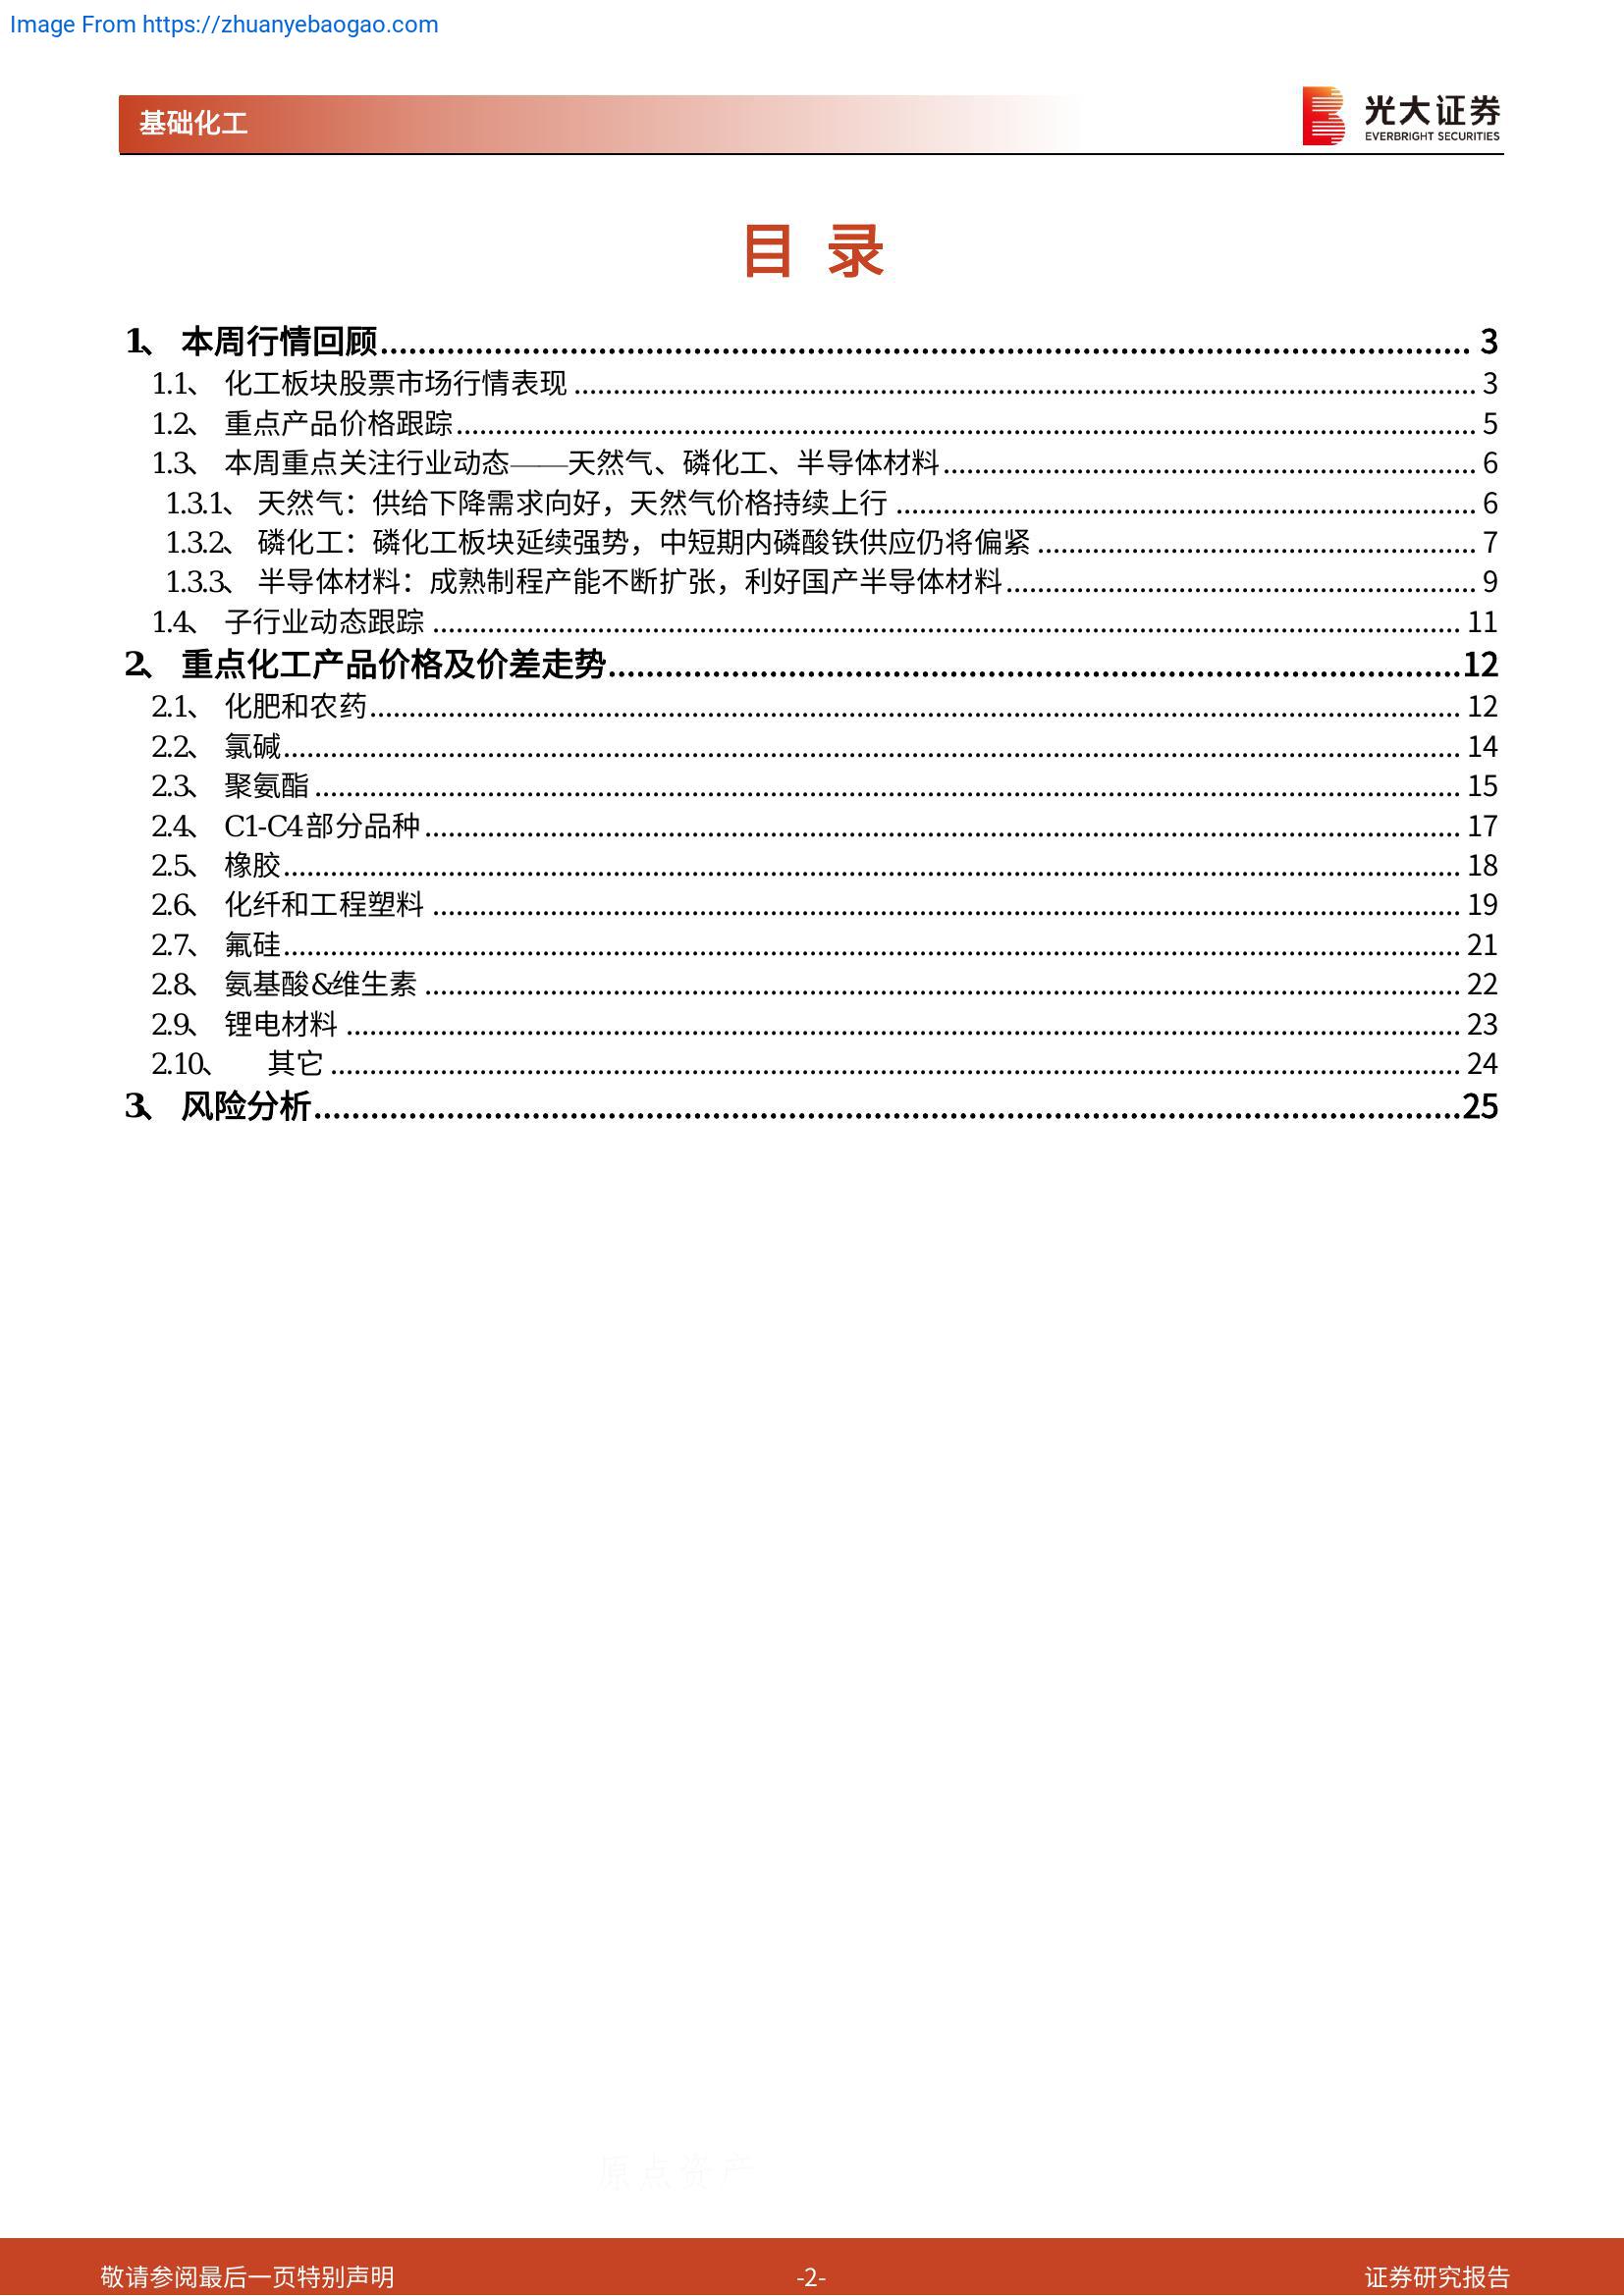 Image From https://zhuanyebaogao.com
基础化工
光大证券
EVERBRIGHT SECURITIES
目 录
1、 本周行情回顾 3
1.1、 化工板块股票市场行情表现 3
1.2、 重点产品价格跟踪 5
1.3、 本周重点关注行业动态——天然气、磷化工、半导体材料 6
1.3.1、 天然气：供给下降需求向好，天然气价格持续上行 6
1.3.2、 磷化工：磷化工板块延续强势，中短期内磷酸铁供应仍将偏紧 7
1.3.3、 半导体材料：成熟制程产能不断扩张，利好国产半导体材料 9
1.4、 子行业动态跟踪 11
2、 重点化工产品价格及价差走势 12
2.1、 化肥和农药 12
2.2、 氯碱 14
2.3、 聚氨酯 15
2.4、 C1-C4部分品种 17
2.5、 橡胶 18
2.6、 化纤和工程塑料 19
2.7、 氟硅 21
2.8、 氨基酸&维生素 22
2.9、 锂电材料 23
2.10、 其它 24
3、 风险分析 25
原点资产
敬请参阅最后一页特别声明 -2- 证券研究报告